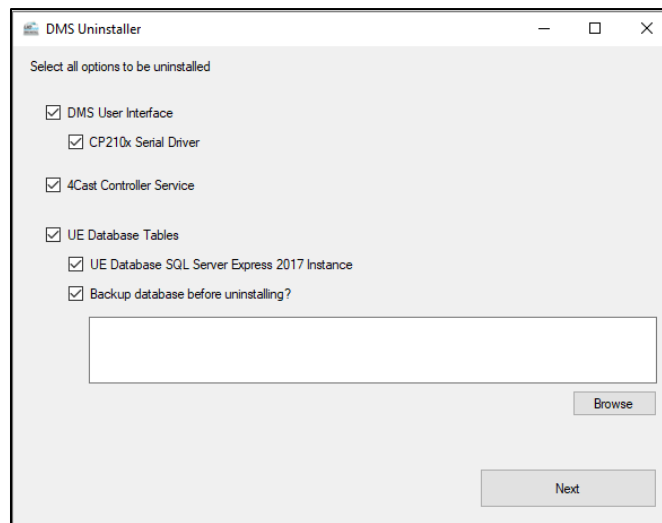 DMS Uninstaller
Select all options to be uninstalled
DMS User Interface
CP210x Serial Driver
4Cast Controller Service
UE Database Tables
UE Database SQL Server Express 2017 Instance
Backup database before uninstalling?
Browse
Next